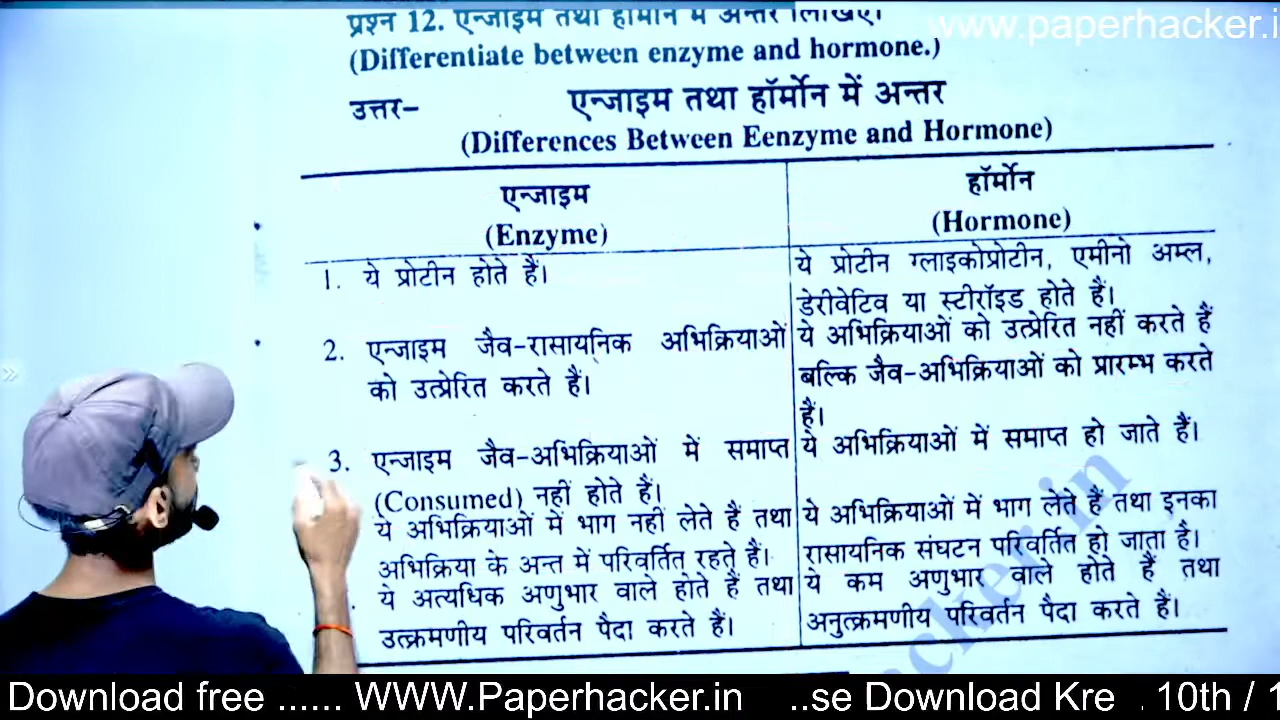 प्रश्न 12. एन्जाइम तथा हॉर्मोन में अन्तर लिखिए।
www.paperhacker.i
(Differentiate between enzyme and hormone.)
उत्तर– एन्जाइम तथा हॉर्मोन में अन्तर
(Differences Between Eenzyme and Hormone)
एन्जाइम
(Enzyme)
हॉर्मोन
(Hormone)
1. ये प्रोटीन होते हैं।
ये प्रोटीन ग्लाइकोप्रोटीन, एमीनो अम्ल,
डेरीवेटिव या स्टीरॉइड होते हैं।
2. एन्जाइम जैव-रासायनिक अभिक्रियाओं
को उत्प्रेरित करते हैं।
ये अभिक्रियाओं को उत्प्रेरित नहीं करते हैं
बल्कि जैव-अभिक्रियाओं को प्रारम्भ करते
हैं।
3. एन्जाइम जैव-अभिक्रियाओं में समाप्त
(Consumed) नहीं होते हैं।
ये अभिक्रियाओं में समाप्त हो जाते हैं।
ये अभिक्रियाओं में भाग नहीं लेते हैं तथा
अभिक्रिया के अन्त में परिवर्तित रहते हैं।
ये अभिक्रियाओं में भाग लेते हैं तथा इनका
रासायनिक संघटन परिवर्तित हो जाता है।
ये अत्यधिक अणुभार वाले होते हैं तथा
उत्क्रमणीय परिवर्तन पैदा करते हैं।
ये कम अणुभार वाले होते हैं तथा
अनुत्क्रमणीय परिवर्तन पैदा करते हैं।
acker.in
Download free ...... WWW.Paperhacker.in ..se Download Kre . 10th / 1